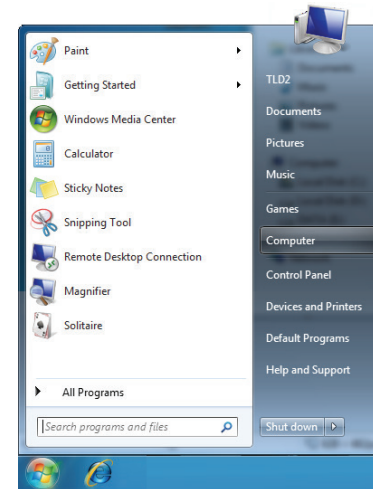 Paint
Getting Started
Windows Media Center
Calculator
Sticky Notes
Snipping Tool
Remote Desktop Connection
Magnifier
Solitaire
All Programs
Search programs and files
TLD2
Documents
Pictures
Music
Games
Computer
Control Panel
Devices and Printers
Default Programs
Help and Support
Shut down